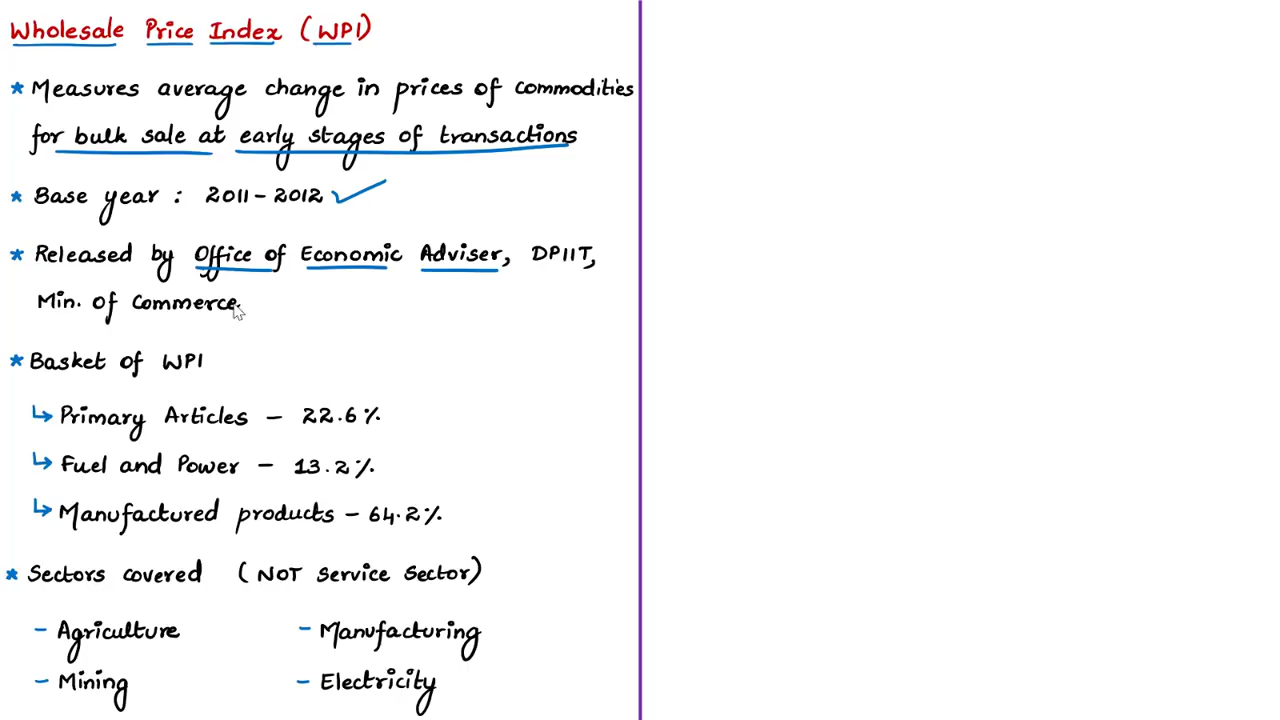 Wholesale Price Index (WPI)
* Measures average change in prices of commodities
for bulk sale at early stages of transactions
* Base year : 2011-2012 ✓
* Released by Office of Economic Adviser, DPIIT,
Min. of Commerce.
* Basket of WPI
↳ Primary Articles - 22.6%
↳ Fuel and Power - 13.2%
↳ Manufactured products - 64.2%
* Sectors covered (NOT Service Sector)
- Agriculture - Manufacturing
- Mining - Electricity